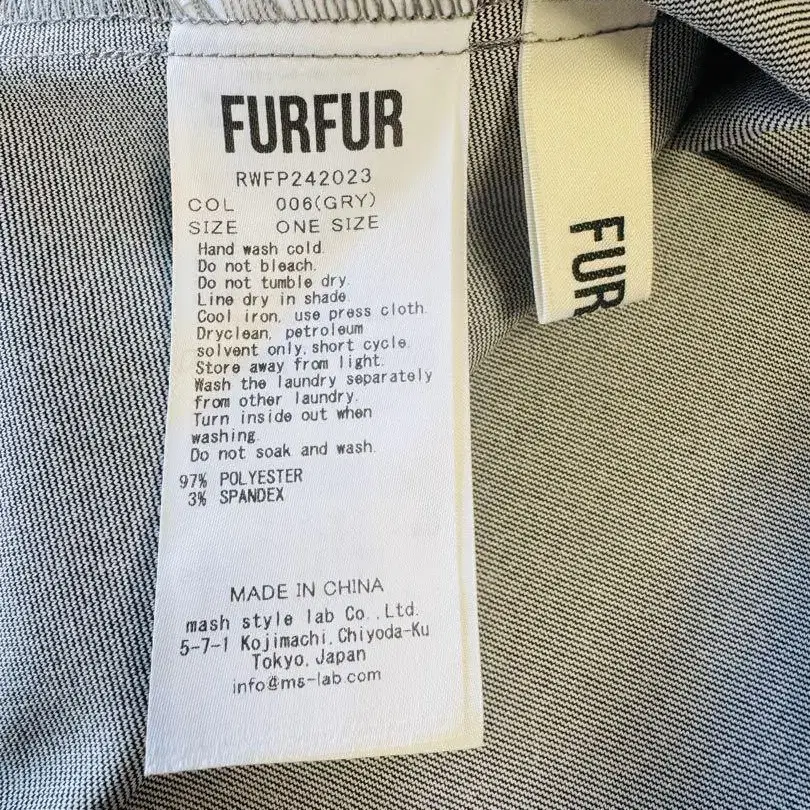 FURFUR
RWFP242023
COL 006(GRY)
SIZE ONE SIZE
Hand wash cold.
Do not bleach.
Do not tumble dry.
Line dry in shade.
Cool iron, use press cloth.
Dryclean, petroleum
solvent only, short cycle.
Store away from light.
Wash the laundry separately
from other laundry.
Turn inside out when
washing.
Do not soak and wash.
97% POLYESTER
3% SPANDEX
MADE IN CHINA
mash style lab Co., Ltd.
5-7-1 Kojimachi, Chiyoda-Ku
Tokyo, Japan
info@ms-lab.com
FUR